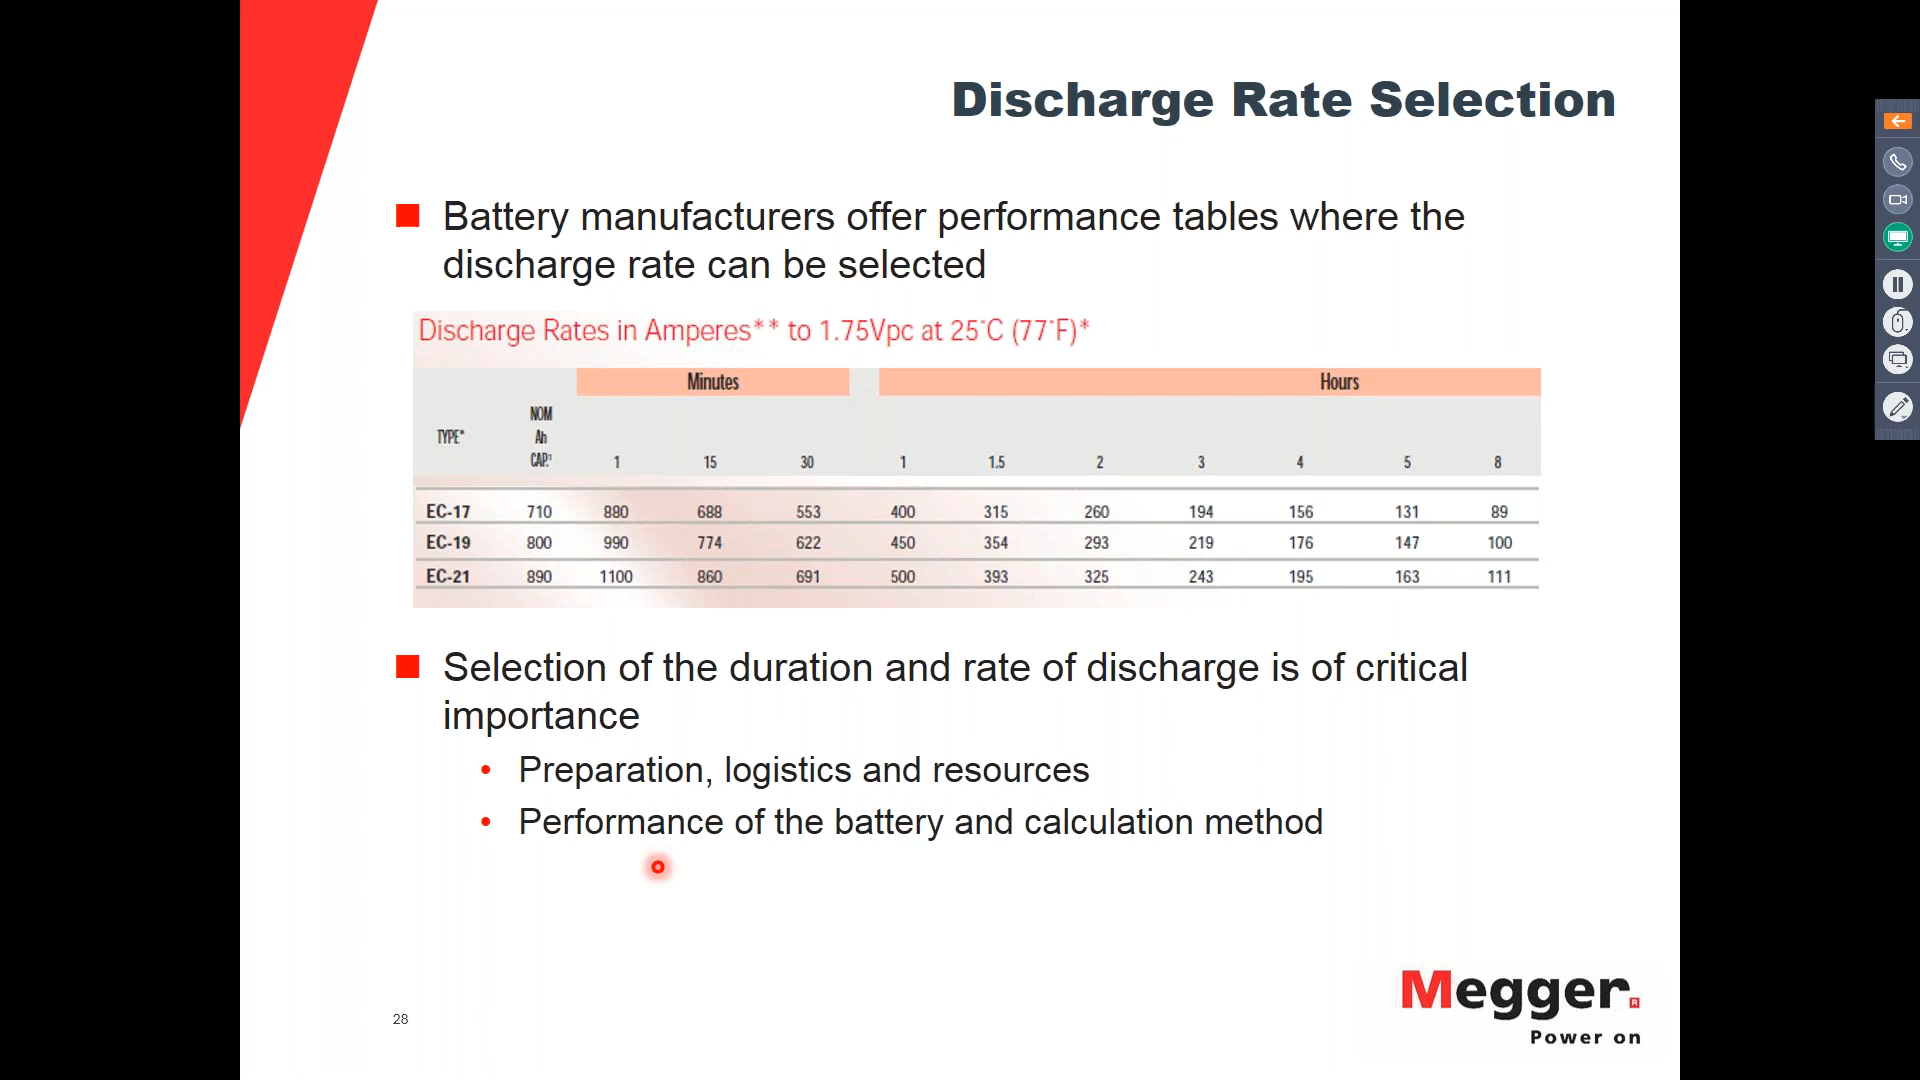 Discharge Rate Selection
Battery manufacturers offer performance tables where the
discharge rate can be selected
Discharge Rates in Amperes** to 1.75Vpc at 25°C (77°F)*
Minutes Hours
NOM
TYPE* Ah
CAP.¹ 1 15 30 1 1.5 2 3 4 5 8
EC-17 710 880 688 553 400 315 260 194 156 131 89
EC-19 800 990 774 622 450 354 293 219 176 147 100
EC-21 890 1100 860 691 500 393 325 243 195 163 111
Selection of the duration and rate of discharge is of critical
importance
• Preparation, logistics and resources
• Performance of the battery and calculation method
28
Megger®
Power on